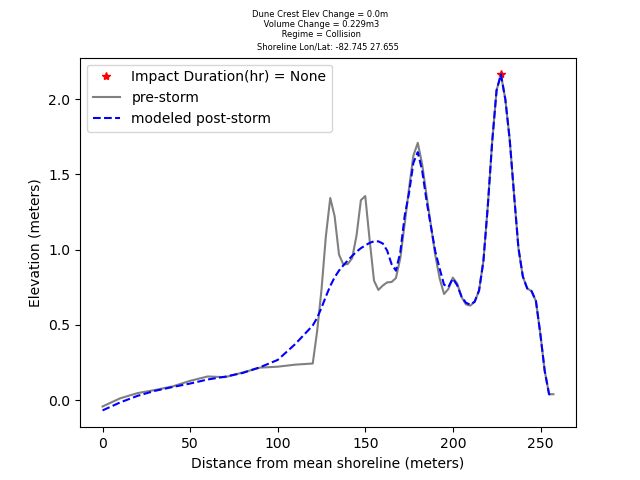 Dune Crest Elev Change = 0.0m
Volume Change = 0.229m3
Regime = Collision
Shoreline Lon/Lat: -82.745 27.655
Impact Duration(hr) = None
pre-storm
modeled post-storm
Elevation (meters)
2.0
1.5
1.0
0.5
0.0
0 50 100 150 200 250
Distance from mean shoreline (meters)